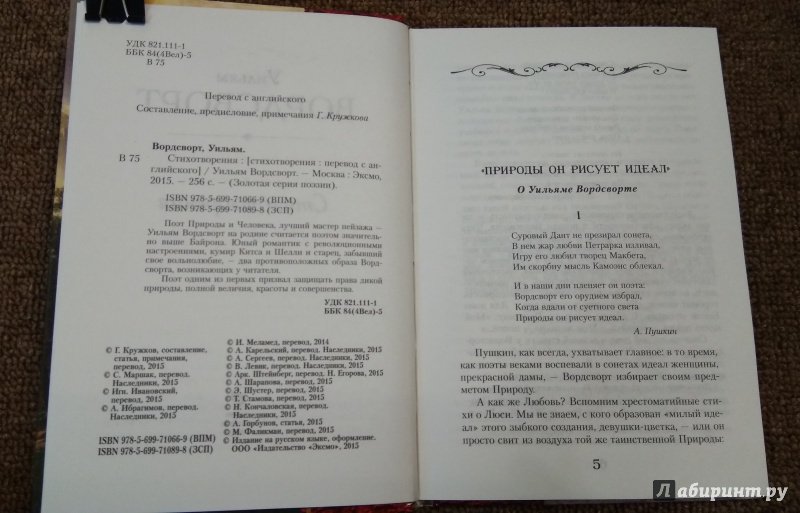 УДК 821.111-1
ББК 84(4Вел)-5
В 75
Перевод с английского
Составление, предисловие, примечания Г. Кружкова
Вордсворт, Уильям.
В 75 Стихотворения : [стихотворения : перевод с ан-
глийского] / Уильям Вордсворт. — Москва : Эксмо,
2015. — 256 с. — (Золотая серия поэзии).
ISBN 978-5-699-71066-9 (ВПМ)
ISBN 978-5-699-71089-8 (ЗСП)
Поэт Природы и Человека, лучший мастер пейзажа —
Уильям Вордсворт на родине считается поэтом значитель-
но выше Байрона. Юный романтик с революционными
настроениями, кумир Китса и Шелли и старец, забывший
свое вольнолюбие, — два противоположных образа Ворд-
сворта, возникающих у читателя.
Поэт одним из первых призвал защищать права дикой
природы, полной величия, красоты и совершенства.
УДК 821.111-1
ББК 84(4Вел)-5
© Г. Кружков, составление,
статья, примечания,
перевод, 2015
© С. Маршак, перевод.
Наследники, 2015
© Игн. Ивановский,
перевод, 2015
© А. Ибрагимов, перевод.
Наследники, 2015
© И. Меламед, перевод, 2014
© А. Карельский, перевод. Наследники, 2015
© А. Сергеев, перевод. Наследники, 2015
© В. Левик, перевод. Наследники, 2015
© Арк. Штейнберг, перевод. Н. Егорова, 2015
© А. Шарапова, перевод, 2015
© Э. Шустер, перевод, 2015
© Т. Стамова, перевод, 2015
© Н. Кончаловская, перевод.
Наследники, 2015
© А. Горбунов, статья, 2015
© М. Фаликман, перевод, 2015
© Издание на русском языке, оформление.
ООО «Издательство «Эксмо», 2015
ISBN 978-5-699-71066-9 (ВПМ)
ISBN 978-5-699-71089-8 (ЗСП)
«ПРИРОДЫ ОН РИСУЕТ ИДЕАЛ»
О Уильяме Вордсворте
I
Суровый Дант не презирал сонета,
В нем жар любви Петрарка изливал,
Игру его любил творец Макбета,
Им скорбну мысль Камоэнс облекал.
И в наши дни пленяет он поэта:
Вордсворт его орудием избрал,
Когда вдали от суетного света
Природы он рисует идеал.
А. Пушкин
Пушкин, как всегда, ухватывает главное: в то время,
как поэты веками воспевали в сонетах идеал женщины,
прекрасной дамы, — Вордсворт избирает своим пред-
метом Природу.
А как же Любовь? Вспомним хрестоматийные сти-
хи о Люси. Мы не знаем, с кого образован «милый иде-
ал» этого зыбкого создания, девушки-цветка, — или он
просто свит из воздуха той же таинственной Природы:
5
Лабиринт.ру